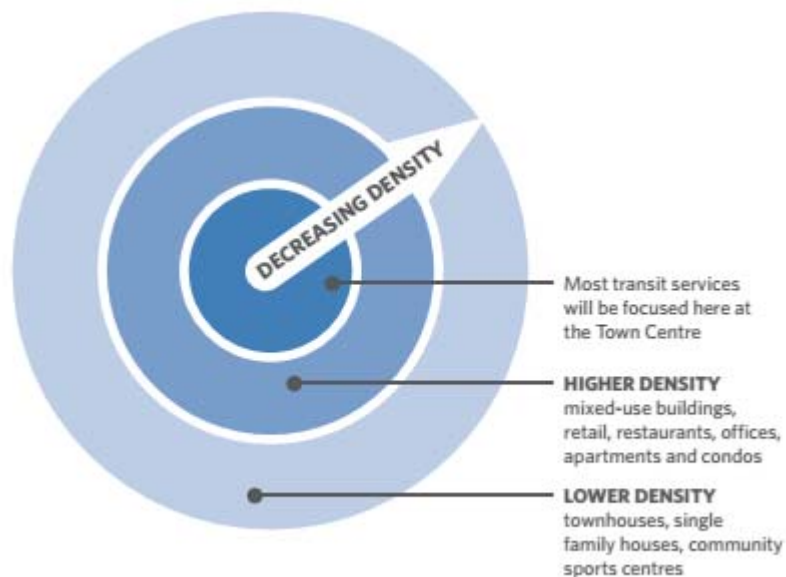 DECREASING DENSITY
Most transit services
will be focused here at
the Town Centre
HIGHER DENSITY
mixed-use buildings,
retail, restaurants, offices,
apartments and condos
LOWER DENSITY
townhouses, single
family houses, community
sports centres